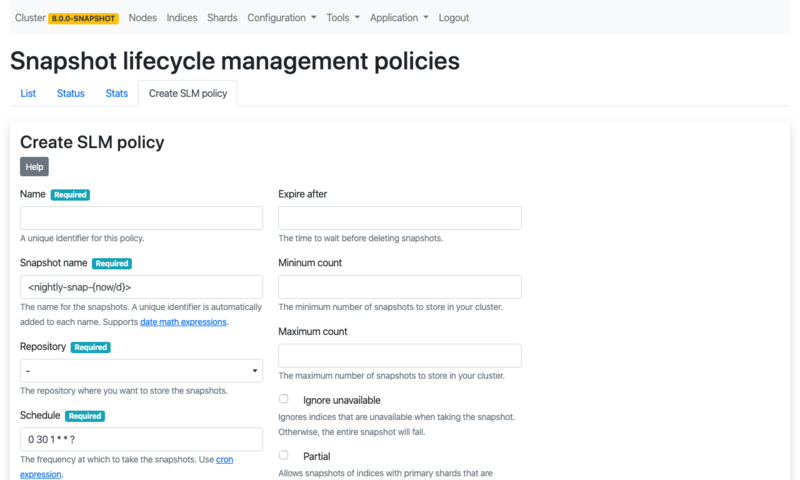 Cluster 8.0.0-SNAPSHOT Nodes Indices Shards Configuration Tools Application Logout
Snapshot lifecycle management policies
List Status Stats Create SLM policy
Create SLM policy
Help
Name Required
A unique identifier for this policy.
Snapshot name Required
<nightly-snap-{now/d}>
The name for the snapshots. A unique identifier is automatically
added to each name. Supports date math expressions.
Repository Required
-
The repository where you want to store the snapshots.
Schedule Required
0 30 1 * * ?
The frequency at which to take the snapshots. Use cron
expression.
Expire after
The time to wait before deleting snapshots.
Mininum count
The minimum number of snapshots to store in your cluster.
Maximum count
The maximum number of snapshots to store in your cluster.
Ignore unavailable
Ignores indices that are unavailable when taking the snapshot.
Otherwise, the entire snapshot will fail.
Partial
Allows snapshots of indices with primary shards that are